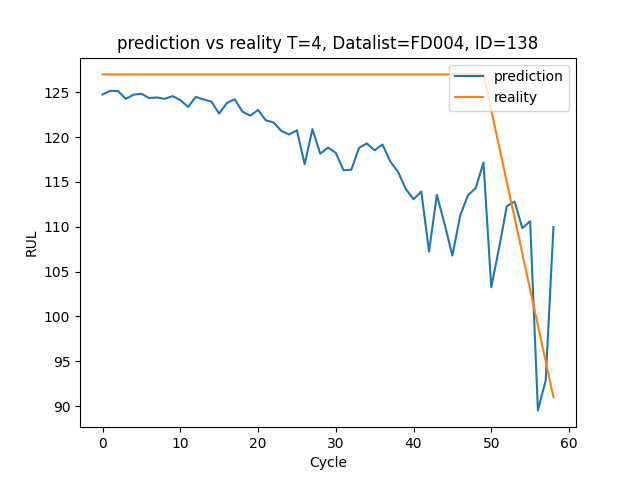 prediction vs reality T=4, Datalist=FD004, ID=138
prediction
reality
125
120
115
110
105
100
95
90
RUL
0 10 20 30 40 50 60
Cycle